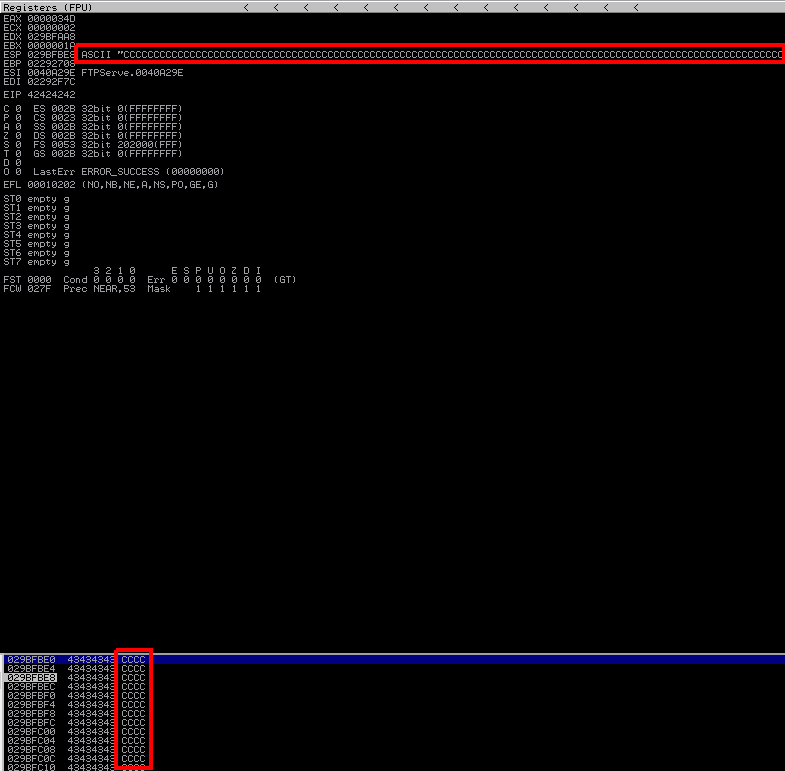 Registers (FPU) < < < < < < < < < < < < < <
EAX 0000034D
ECX 00000002
EDX 029BFAA8
EBX 0000001A
ESP 029BFBE8 ASCII "CCCCCCCCCCCCCCCCCCCCCCCCCCCCCCCCCCCCCCCCCCCCCCCCCCCCCCCCCCCCCCCCCCCCCCCCCCCCCCCCCCCCCCCCCCCCCCCCCCCCCCCCCCCCCC
EBP 02292708
ESI 0040A29E FTPServe.0040A29E
EDI 02292F7C
EIP 42424242
C 0 ES 002B 32bit 0(FFFFFFFF)
P 0 CS 0023 32bit 0(FFFFFFFF)
A 0 SS 002B 32bit 0(FFFFFFFF)
Z 0 DS 002B 32bit 0(FFFFFFFF)
S 0 FS 0053 32bit 202000(FFF)
T 0 GS 002B 32bit 0(FFFFFFFF)
D 0
O 0 LastErr ERROR_SUCCESS (00000000)
EFL 00010202 (NO,NB,NE,A,NS,PO,GE,G)
ST0 empty g
ST1 empty g
ST2 empty g
ST3 empty g
ST4 empty g
ST5 empty g
ST6 empty g
ST7 empty g
3 2 1 0 E S P U O Z D I
FST 0000 Cond 0 0 0 0 Err 0 0 0 0 0 0 0 0 (GT)
FCW 027F Prec NEAR,53 Mask 1 1 1 1 1 1
029BFBE0 43434343 CCCC
029BFBE4 43434343 CCCC
029BFBE8 43434343 CCCC
029BFBEC 43434343 CCCC
029BFBF0 43434343 CCCC
029BFBF4 43434343 CCCC
029BFBF8 43434343 CCCC
029BFBFC 43434343 CCCC
029BFC00 43434343 CCCC
029BFC04 43434343 CCCC
029BFC08 43434343 CCCC
029BFC0C 43434343 CCCC
029BFC10 43434343 CCCC